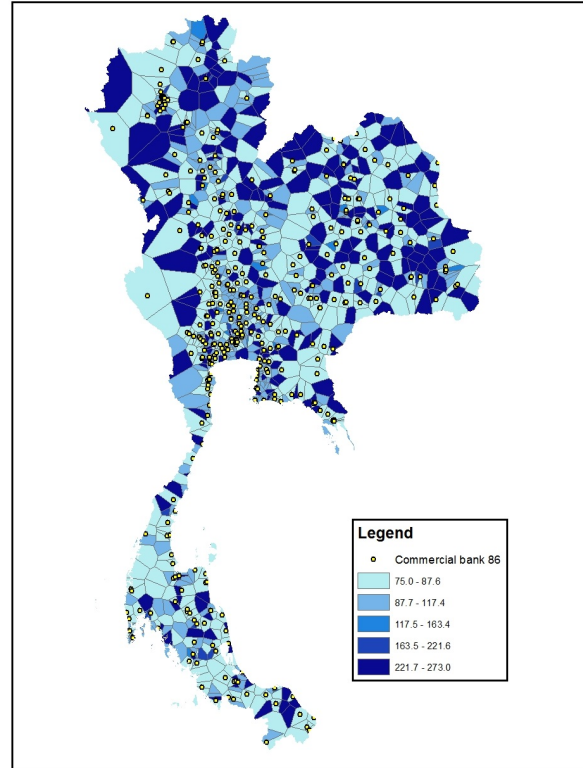 Legend
Commercial bank 86
75.0 - 87.6
87.7 - 117.4
117.5 - 163.4
163.5 - 221.6
221.7 - 273.0